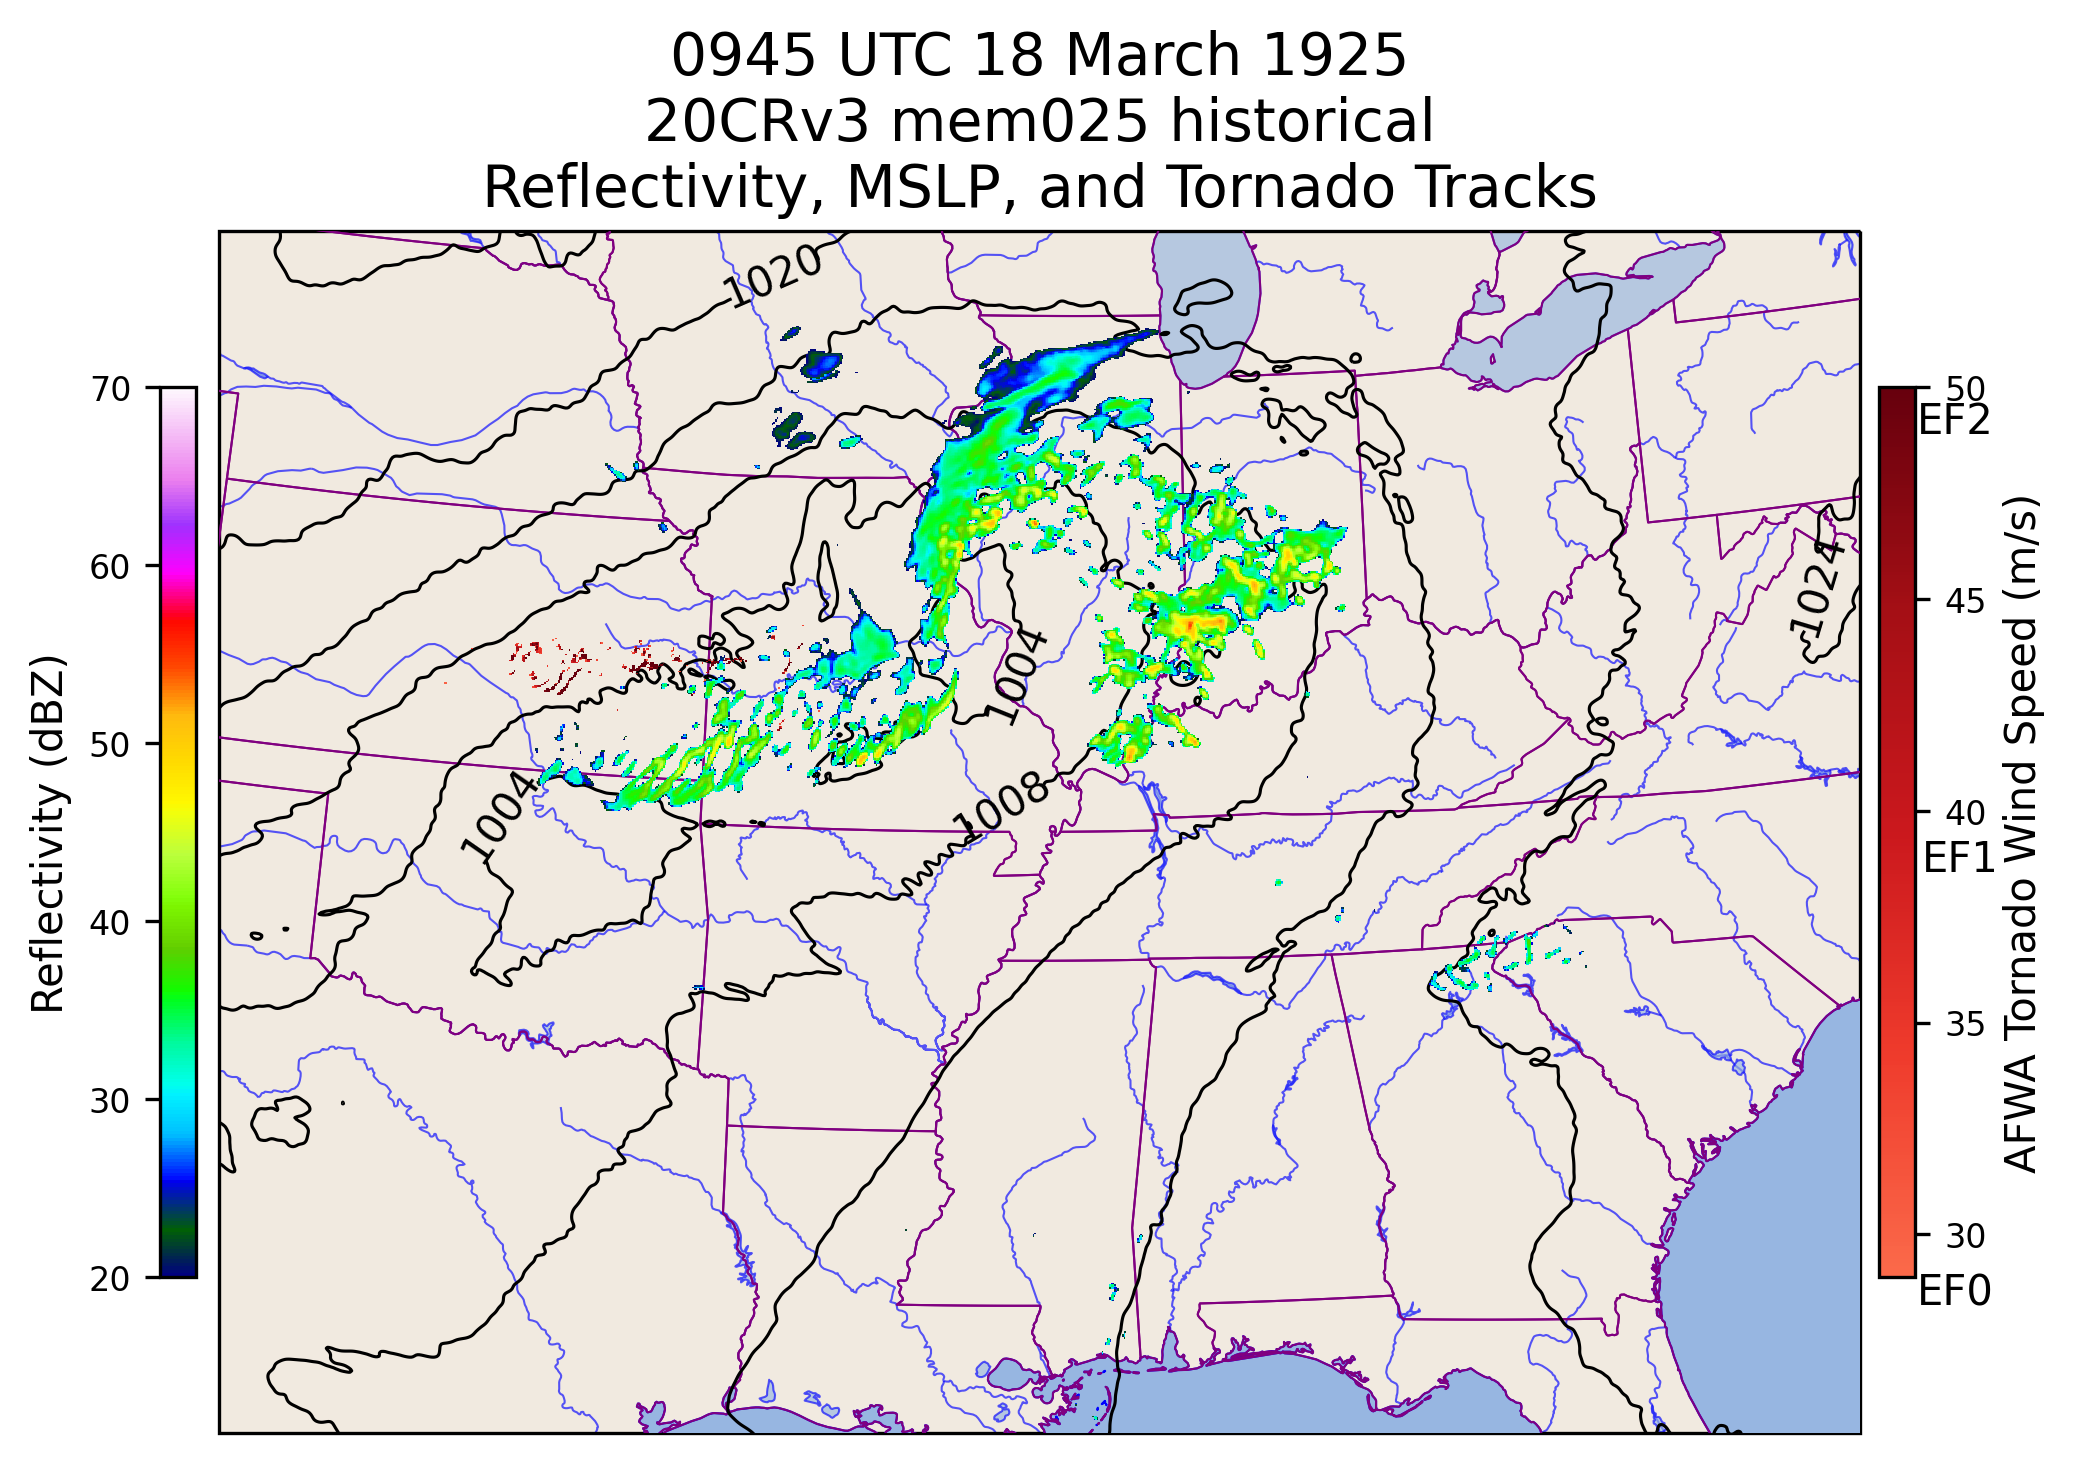 0945 UTC 18 March 1925
20CRv3 mem025 historical
Reflectivity, MSLP, and Tornado Tracks
1020
1024
1004
1004
1008
70
60
50
40
30
20
Reflectivity (dBZ)
50
EF2
45
40
EF1
35
30
EF0
AFWA Tornado Wind Speed (m/s)